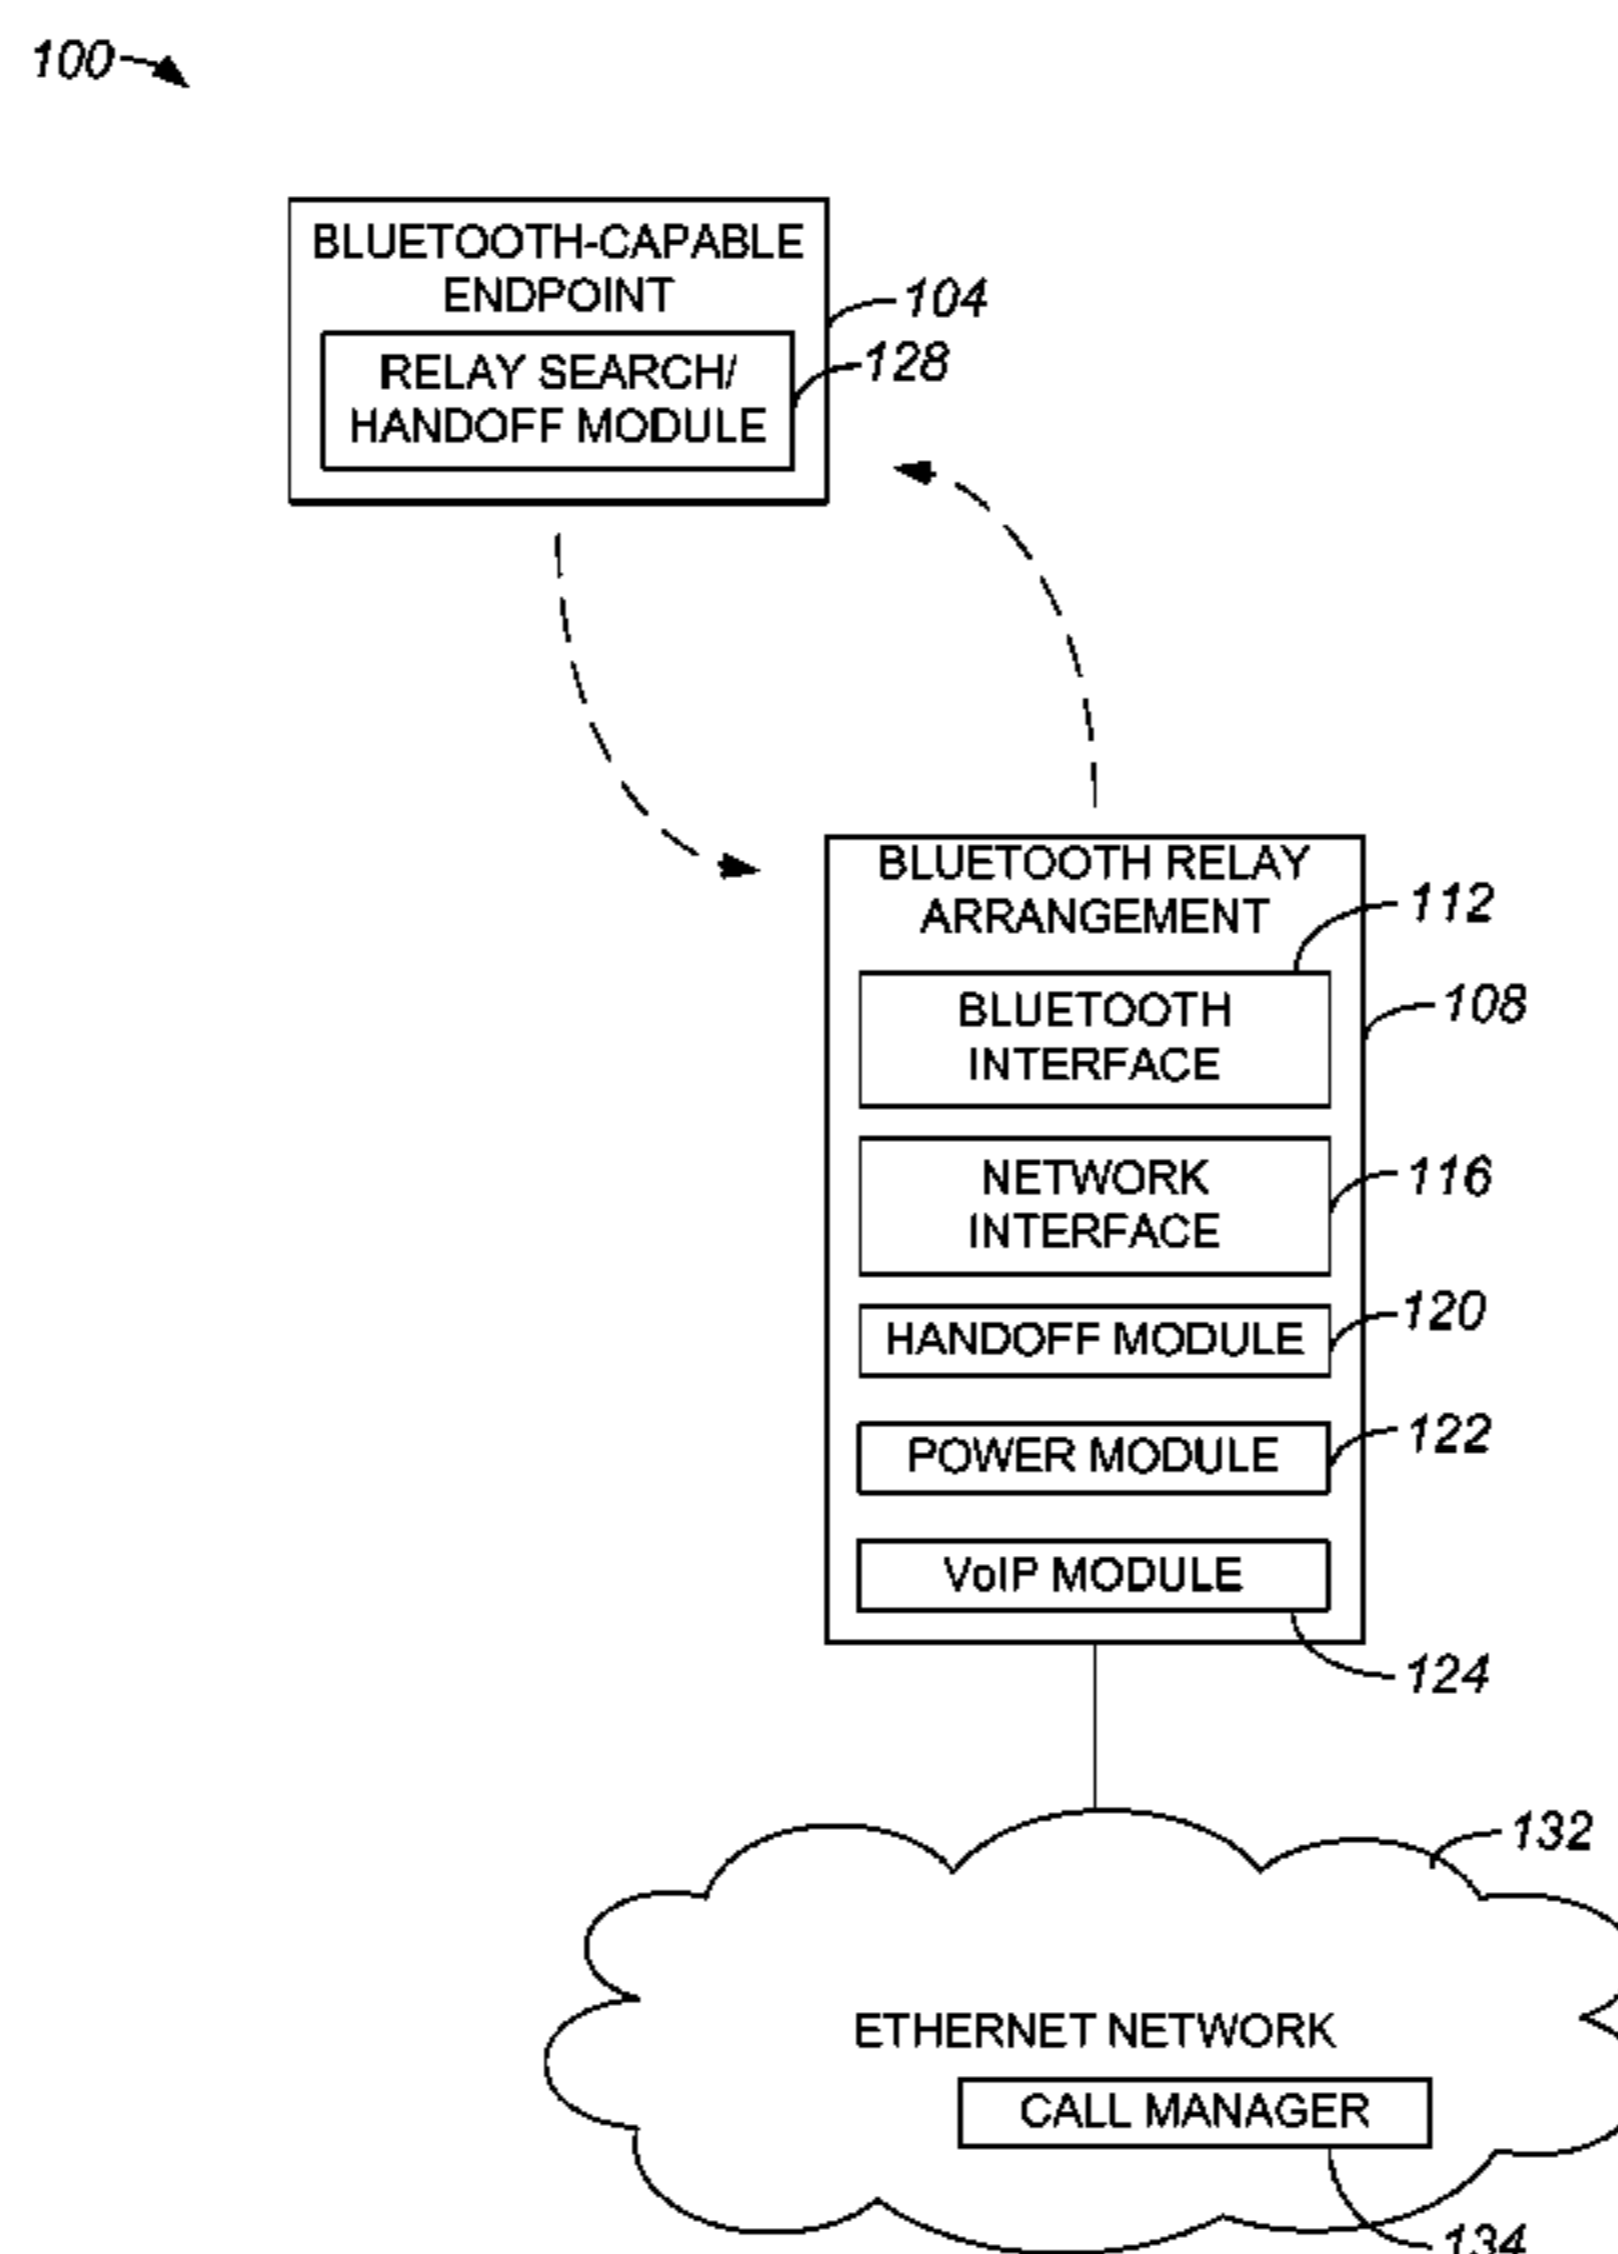 100
BLUETOOTH-CAPABLE
ENDPOINT
104
RELAY SEARCH/
128
HANDOFF MODULE
BLUETOOTH RELAY
ARRANGEMENT
112
BLUETOOTH
INTERFACE
108
NETWORK
INTERFACE
116
HANDOFF MODULE
120
POWER MODULE
122
VoIP MODULE
124
132
ETHERNET NETWORK
CALL MANAGER
134